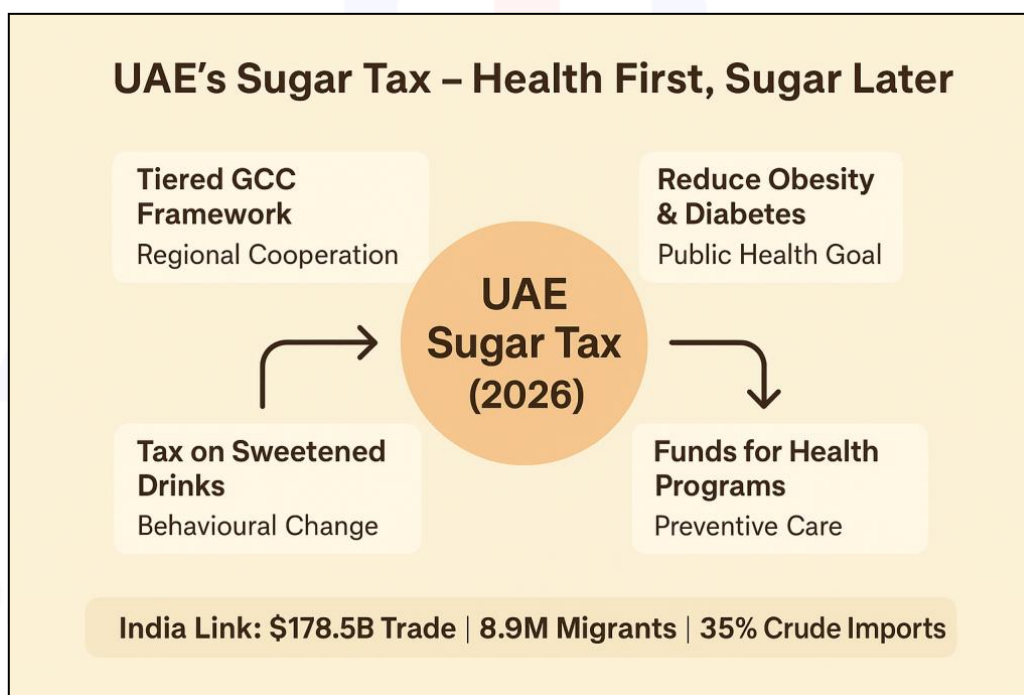 UAE's Sugar Tax – Health First, Sugar Later
Tiered GCC
Framework
Regional Cooperation
Reduce Obesity
& Diabetes
Public Health Goal
UAE
Sugar Tax
(2026)
Tax on Sweetened
Drinks
Behavioural Change
Funds for Health
Programs
Preventive Care
India Link: $178.5B Trade | 8.9M Migrants | 35% Crude Imports